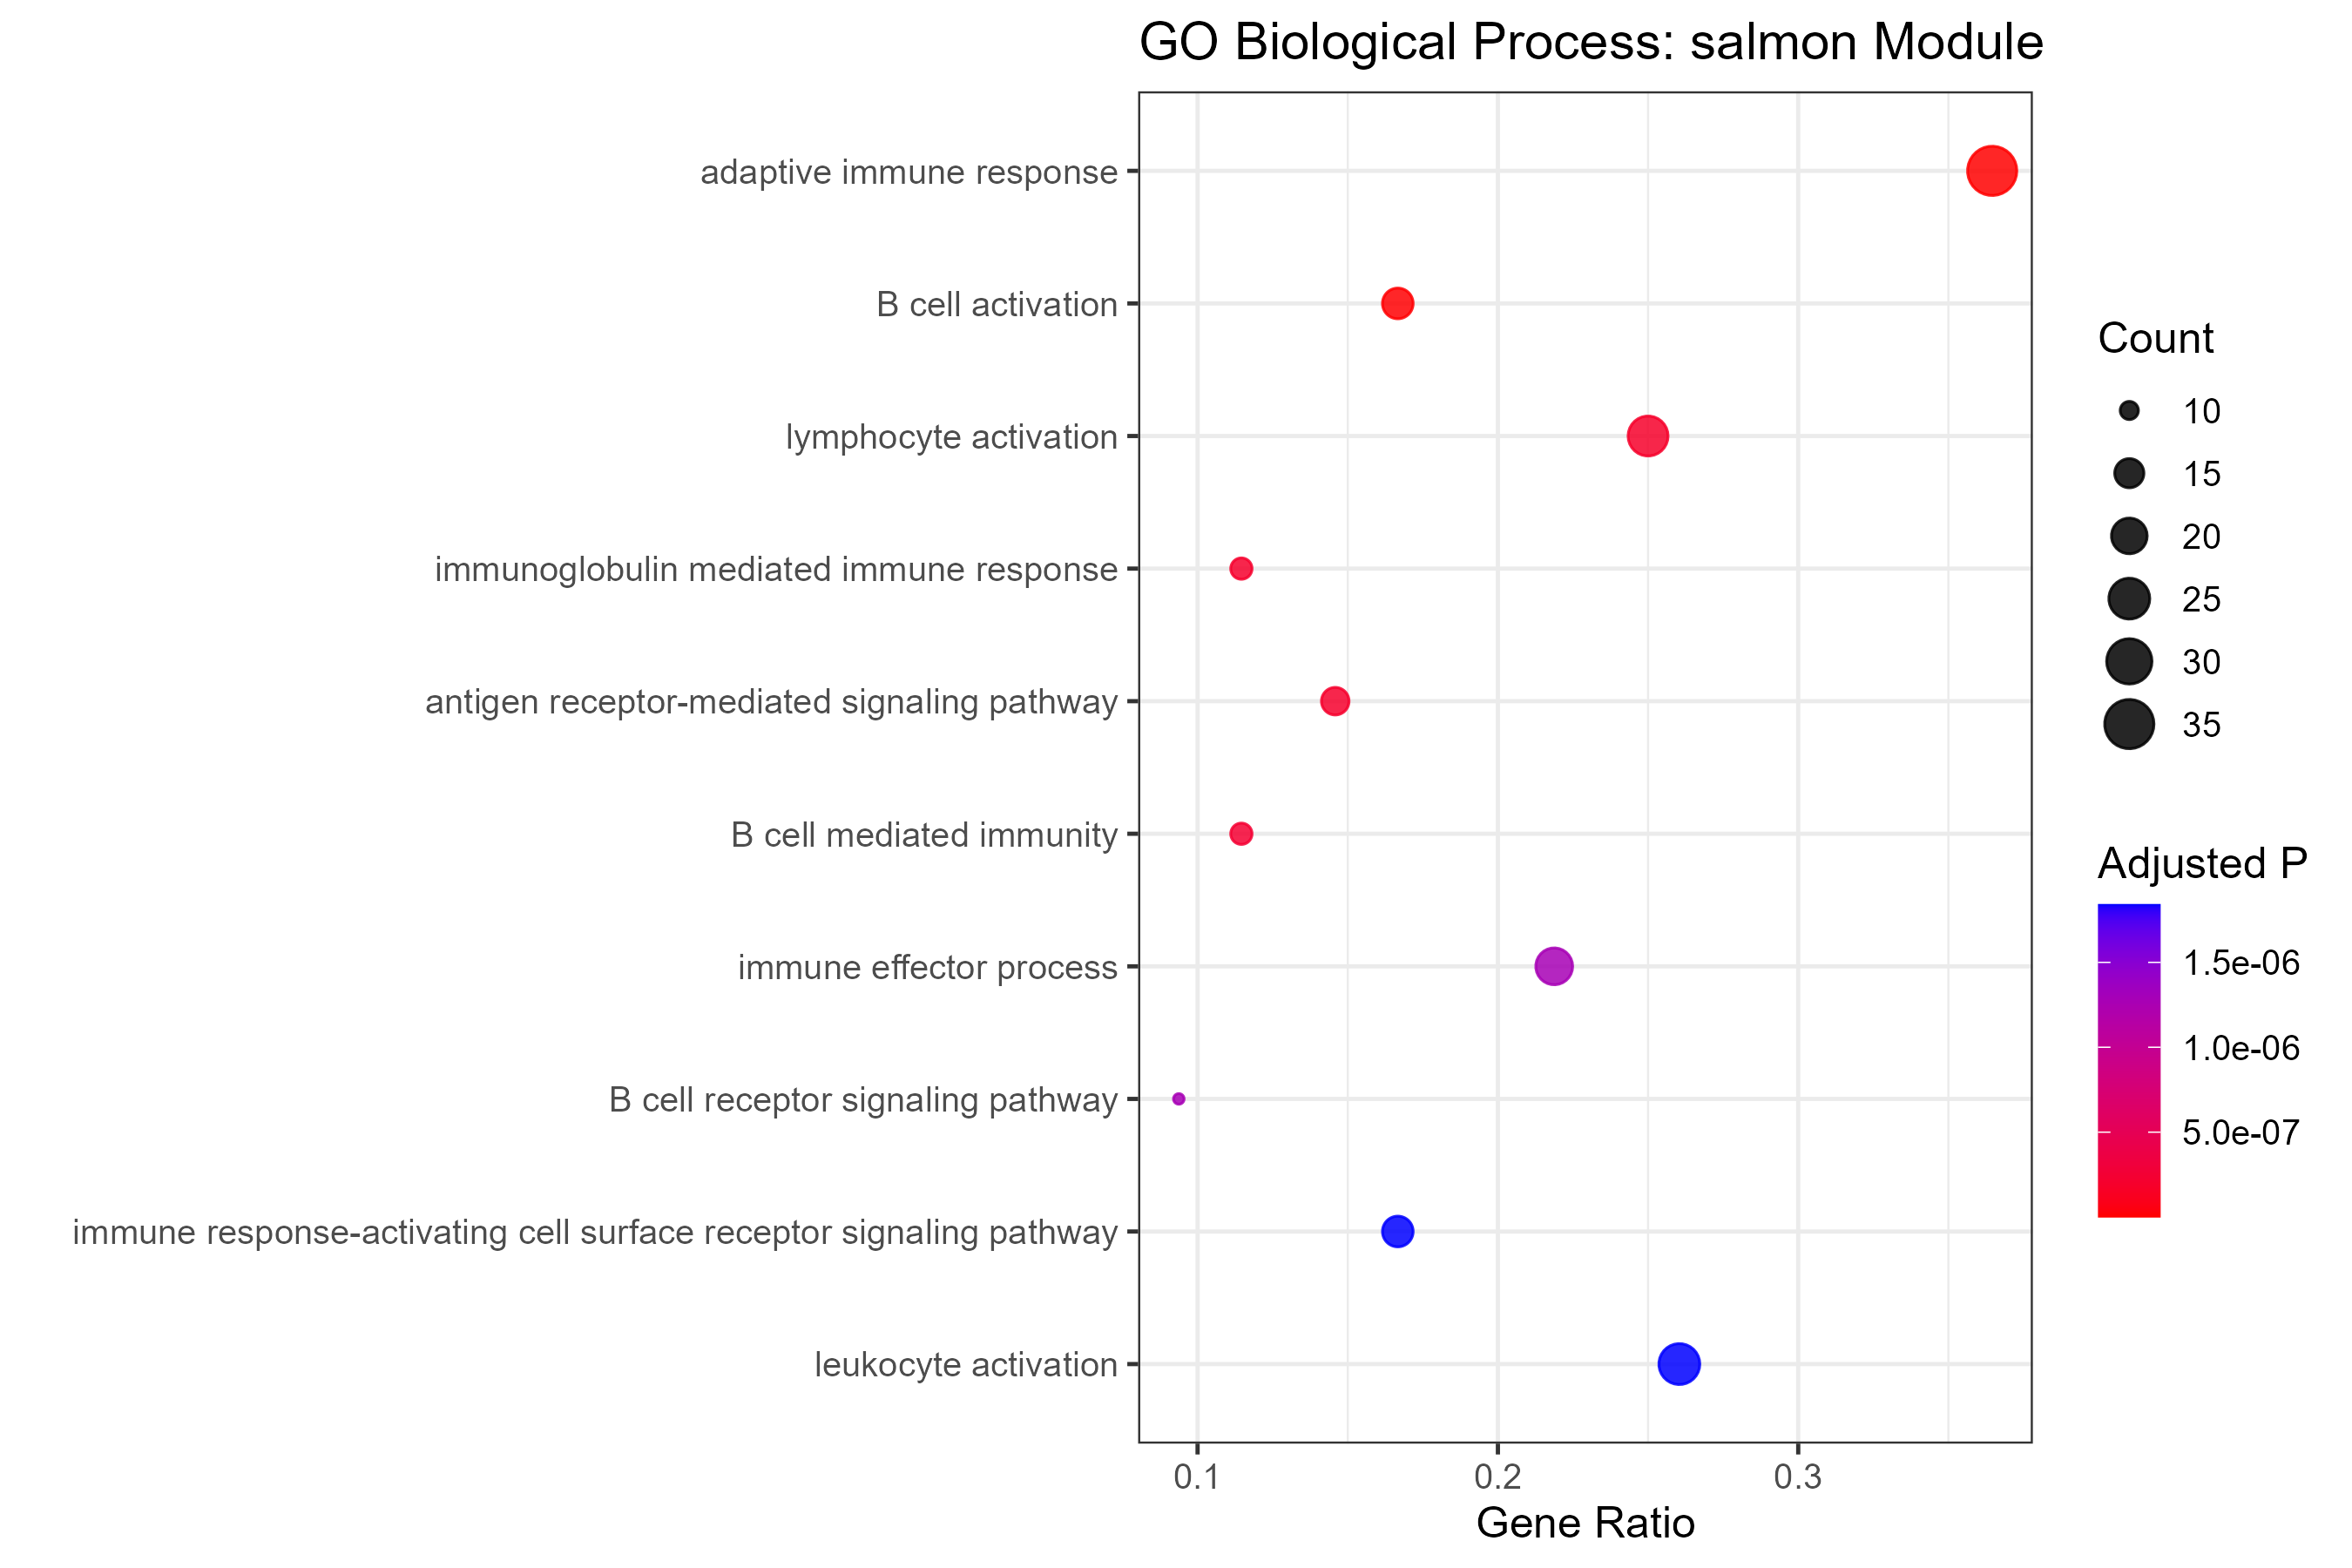 GO Biological Process: salmon Module
adaptive immune response
B cell activation
lymphocyte activation
immunoglobulin mediated immune response
antigen receptor-mediated signaling pathway
B cell mediated immunity
immune effector process
B cell receptor signaling pathway
immune response-activating cell surface receptor signaling pathway
leukocyte activation
0.1
0.2
0.3
Gene Ratio
Count
10
15
20
25
30
35
Adjusted P
1.5e-06
1.0e-06
5.0e-07